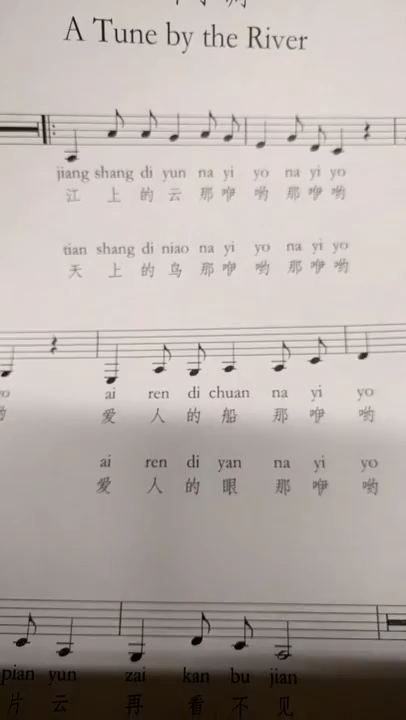 A Tune by the River
jiang shang di yun na yi yo na yi yo
江 上 的 云 那 咿 哟 那 咿 哟
tian shang di niao na yi yo na yi yo
天 上 的 鸟 那 咿 哟 那 咿 哟
ai ren di chuan na yi yo
爱 人 的 船 那 咿 哟
ai ren di yan na yi yo
爱 人 的 眼 那 咿 哟
pian yun zai kan bu jian
片 云 再 看 不 见